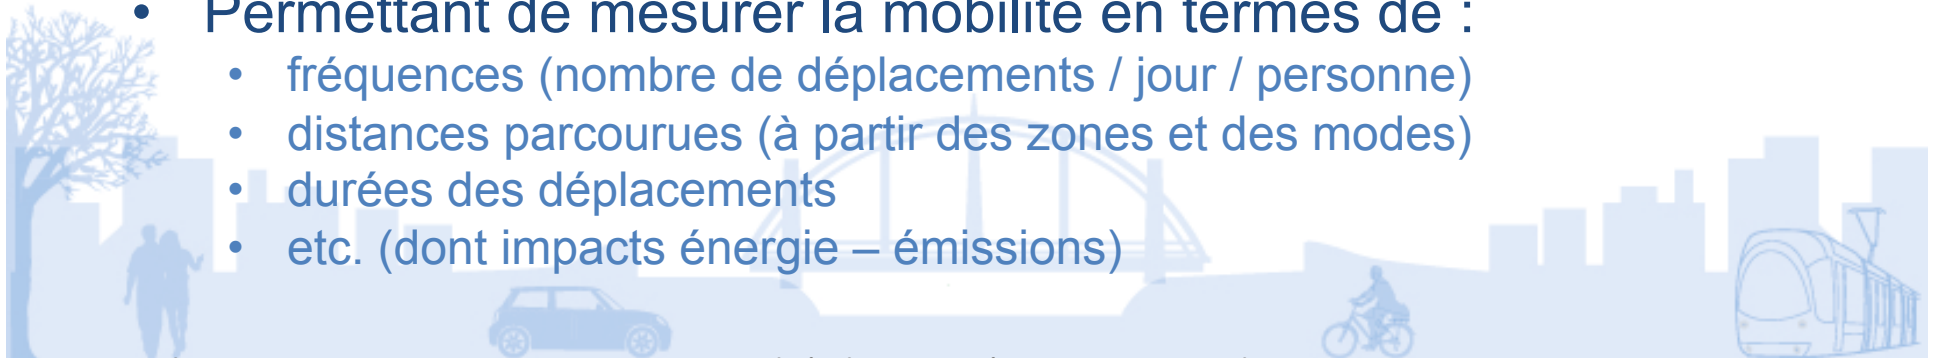 • Permettant de mesurer la mobilité en termes de :
• fréquences (nombre de déplacements / jour / personne)
• distances parcourues (à partir des zones et des modes)
• durées des déplacements
• etc. (dont impacts énergie – émissions)